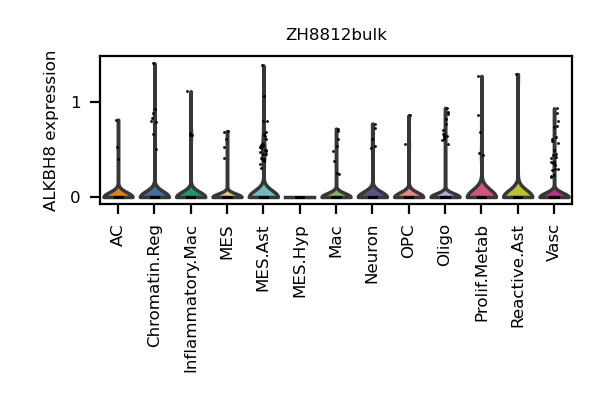 ZH8812bulk
ALKBH8 expression
1
0
AC
Chromatin.Reg
Inflammatory.Mac
MES
MES.Ast
MES.Hyp
Mac
Neuron
OPC
Oligo
Prolif.Metab
Reactive.Ast
Vasc